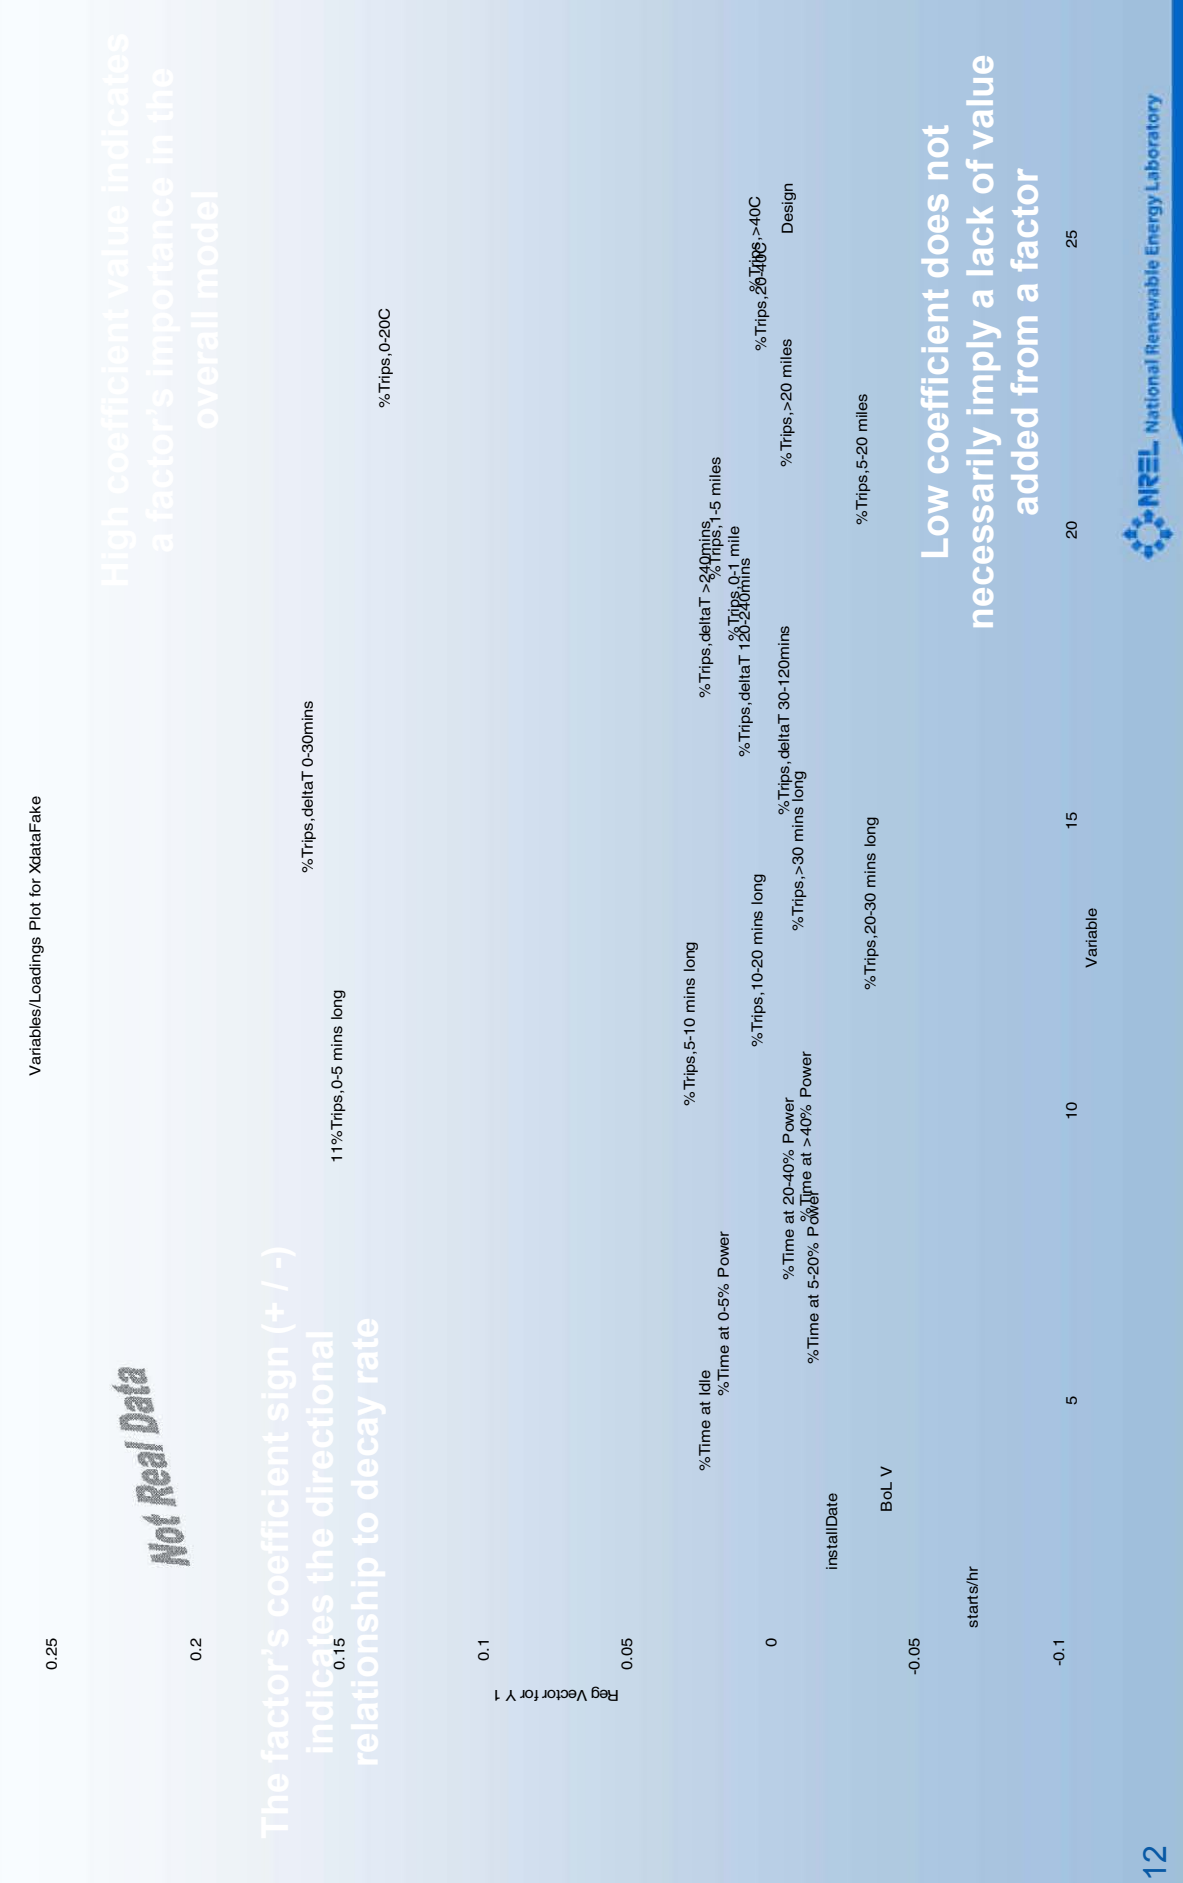 Variables/Loadings Plot for XdataFake
Not Real Data
High coefficient value indicates
a factor's importance in the
overall model
The factor's coefficient sign (+ / -)
indicates the directional
relationship to decay rate
0.25
0.2
0.15
0.1
0.05
0
-0.05
-0.1
Reg Vector for Y 1
starts/hr
installDate
BoL V
%Time at Idle
%Time at 0-5% Power
%Time at 5-20% Power
%Time at 20-40% Power
%Time at >40% Power
11%Trips,0-5 mins long
%Trips,5-10 mins long
%Trips,10-20 mins long
%Trips,20-30 mins long
%Trips,>30 mins long
%Trips,deltaT 0-30mins
%Trips,deltaT 30-120mins
%Trips,deltaT 120-240mins
%Trips,deltaT >240mins
%Trips,0-1 mile
%Trips,1-5 miles
%Trips,5-20 miles
%Trips,>20 miles
%Trips,0-20C
%Trips,20-40C
%Trips,>40C
Design
Low coefficient does not
necessarily imply a lack of value
added from a factor
5
10
15
20
25
Variable
NREL National Renewable Energy Laboratory
12